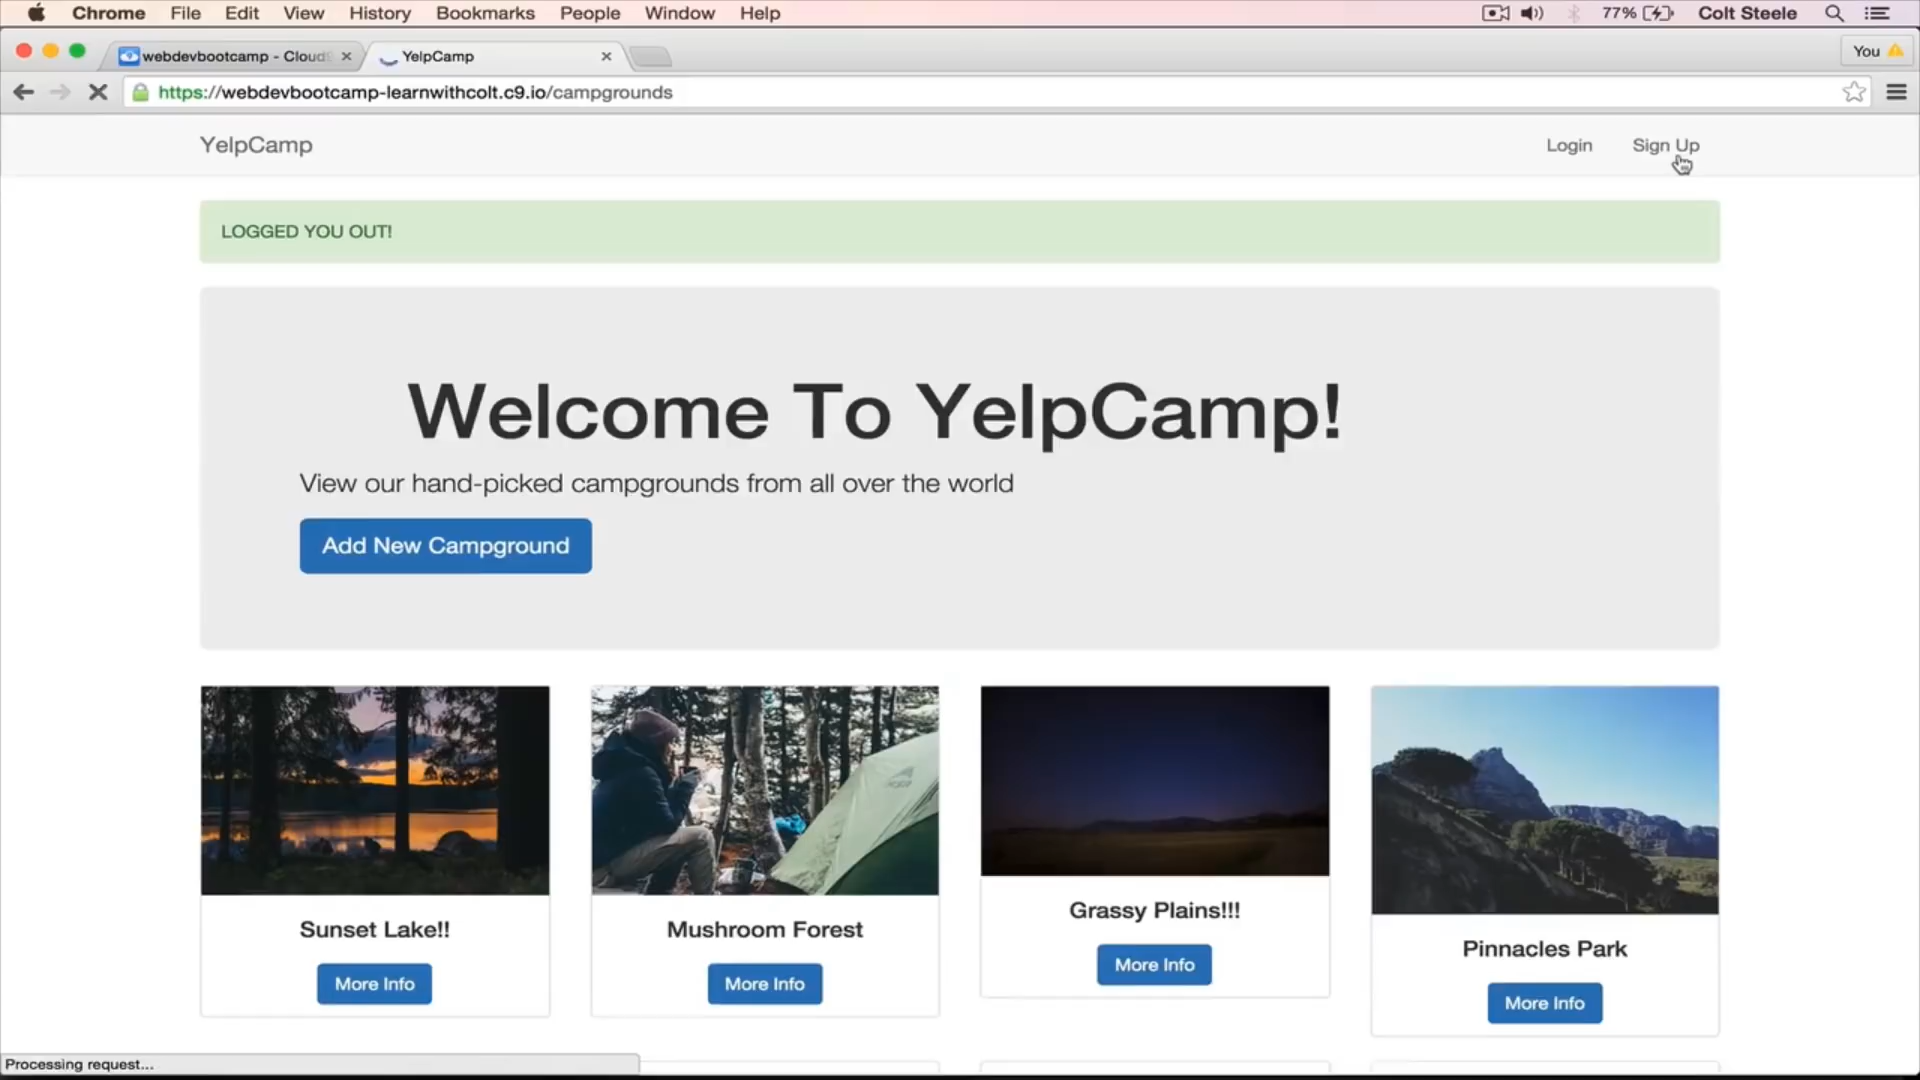 Chrome File Edit View History Bookmarks People Window Help 77% Colt Steele
webdevbootcamp - Cloud9 YelpCamp You
https://webdevbootcamp-learnwithcolt.c9.io/campgrounds
YelpCamp Login Sign Up
LOGGED YOU OUT!
Welcome To YelpCamp!
View our hand-picked campgrounds from all over the world
Add New Campground
Sunset Lake!! Mushroom Forest Grassy Plains!!! Pinnacles Park
More Info More Info More Info More Info
Processing request...